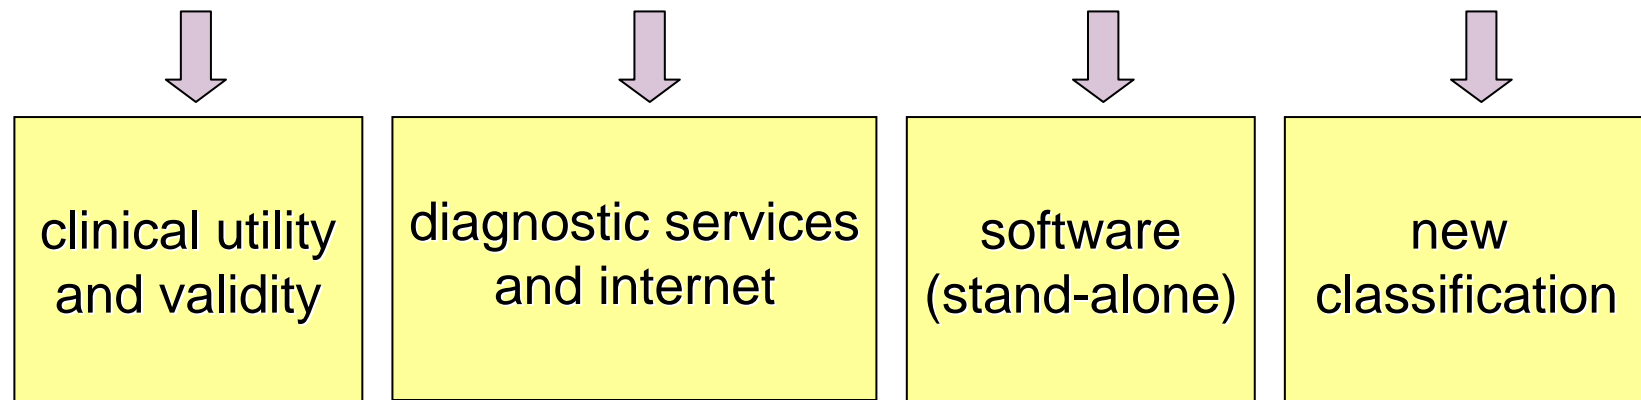 clinical utility
and validity
diagnostic services
and internet
software
(stand-alone)
new
classification